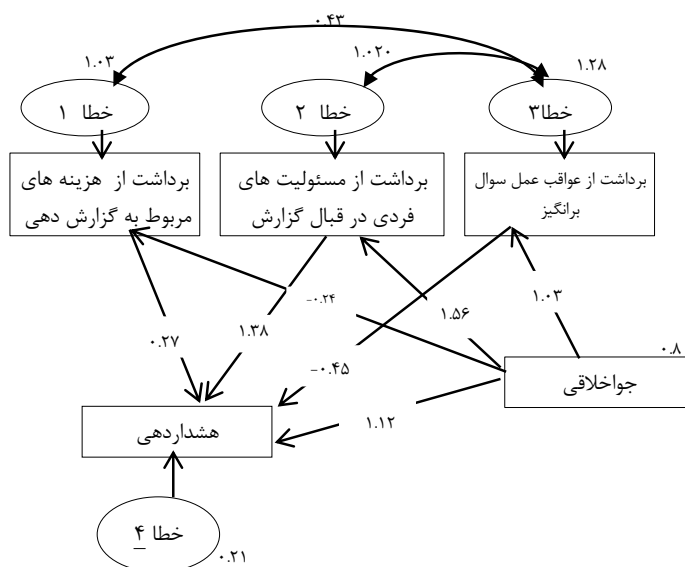 ۰.۴۳
۱.۰۲۰
۱.۰۳
۱.۲۸
خطا ۱
خطا ۲
خطا۳
برداشت از هزینه های
مربوط به گزارش دهی
برداشت از مسئولیت های
فردی در قبال گزارش
برداشت از عواقب عمل سوال
برانگیز
-۰.۲۴
۱.۵۶
۱.۰۳
۰.۲۷
۱.۳۸
-۰.۴۵
۰.۸
جواخلاقی
۱.۱۲
هشداردهی
خطا ۴
۰.۲۱